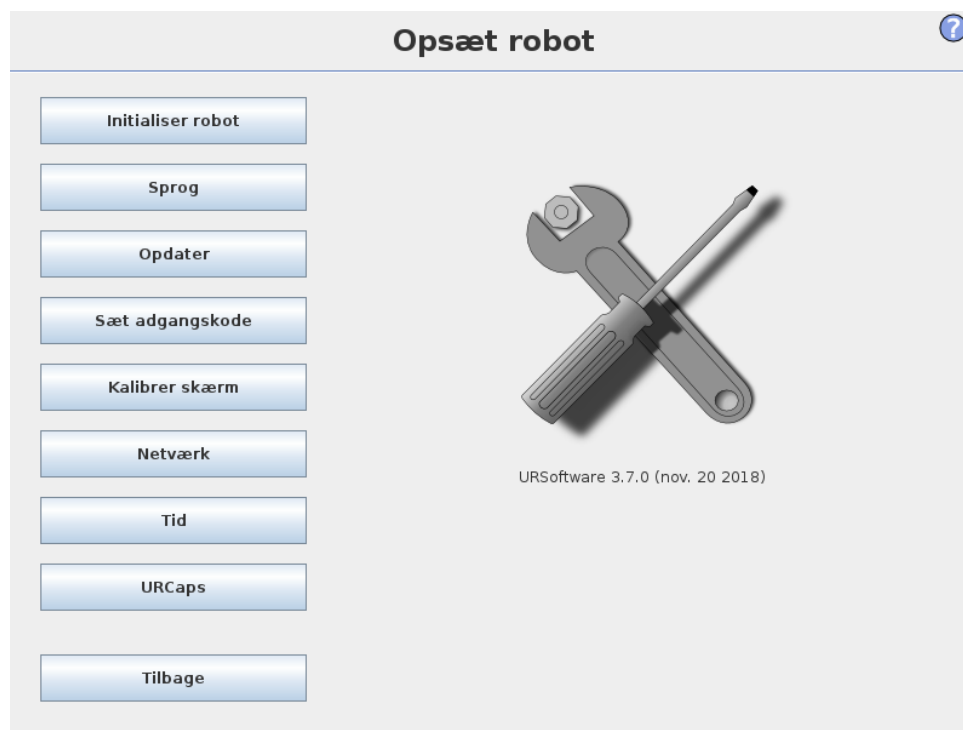 Opsæt robot
?
Initialiser robot
Sprog
Opdater
Sæt adgangskode
Kalibrer skærm
Netværk
Tid
URCaps
Tilbage
URSoftware 3.7.0 (nov. 20 2018)